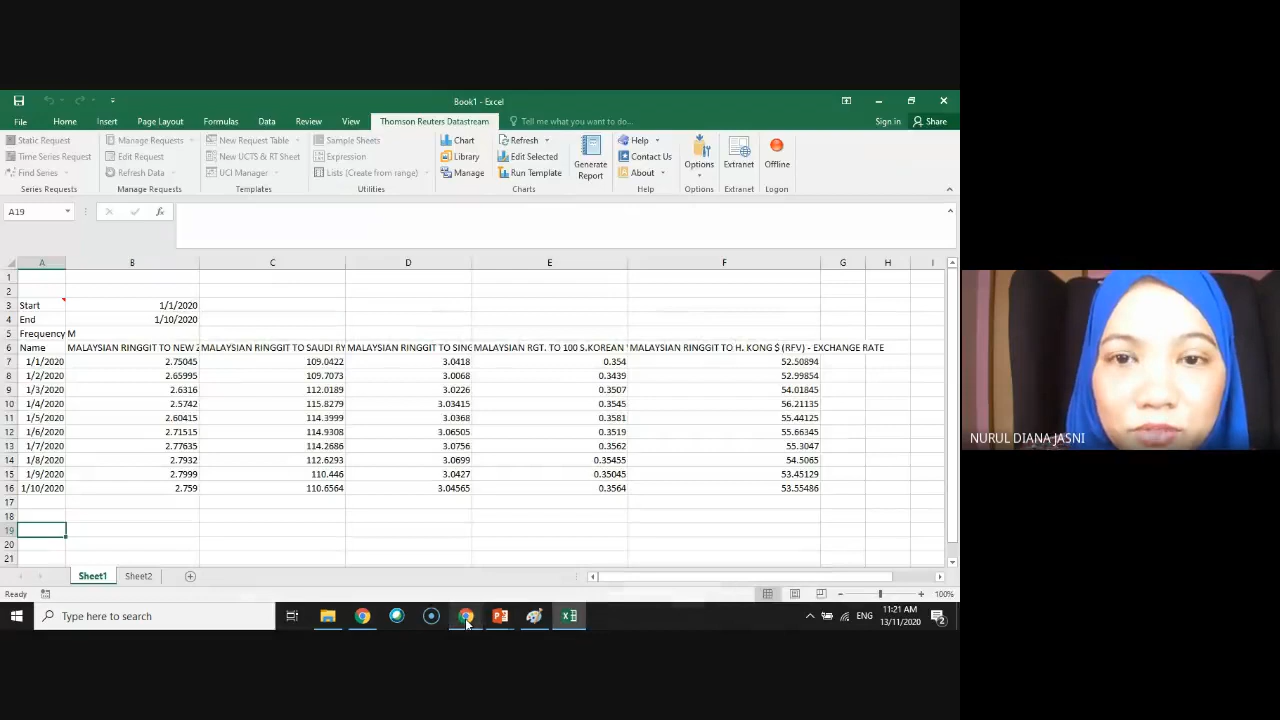 Book1 - Excel
File Home Insert Page Layout Formulas Data Review View Thomson Reuters Datastream Tell me what you want to do... Sign in Share
Static Request Manage Requests New Request Table Sample Sheets Chart Refresh Help
Time Series Request Edit Request New UCTS & RT Sheet Expression Library Edit Selected Generate Report Contact Us Options Extranet Offline
Find Series Refresh Data UCI Manager Lists (Create from range) Manage Run Template About
Series Requests Manage Requests Templates Utilities Charts Help Options Extranet Logon
A19 fx
A B C D E F G H I
1
2
3 Start 1/1/2020
4 End 1/10/2020
5 Frequency M
6 Name MALAYSIAN RINGGIT TO NEW MALAYSIAN RINGGIT TO SAUDI RY MALAYSIAN RINGGIT TO SING MALAYSIAN RGT. TO 100 S.KOREAN MALAYSIAN RINGGIT TO H. KONG $ (RFV) - EXCHANGE RATE
7 1/1/2020 2.75045 109.0422 3.0418 0.354 52.50894
8 1/2/2020 2.65995 109.7073 3.0068 0.3439 52.99854
9 1/3/2020 2.6316 112.0189 3.0226 0.3507 54.01845
10 1/4/2020 2.5742 115.8279 3.03415 0.3545 56.21135
11 1/5/2020 2.60415 114.3999 3.0368 0.3581 55.44125
12 1/6/2020 2.71515 114.9308 3.06505 0.3519 55.66345
13 1/7/2020 2.77635 114.2686 3.0756 0.3562 55.3047
14 1/8/2020 2.7932 112.6293 3.0699 0.35455 54.5065
15 1/9/2020 2.7999 110.446 3.0427 0.35045 53.45129
16 1/10/2020 2.759 110.6564 3.04565 0.3564 53.55486
17
18
19
20
21
Sheet1 Sheet2
Ready 100%
Type here to search ENG 11:21 AM
13/11/2020 2
NURUL DIANA JASNI